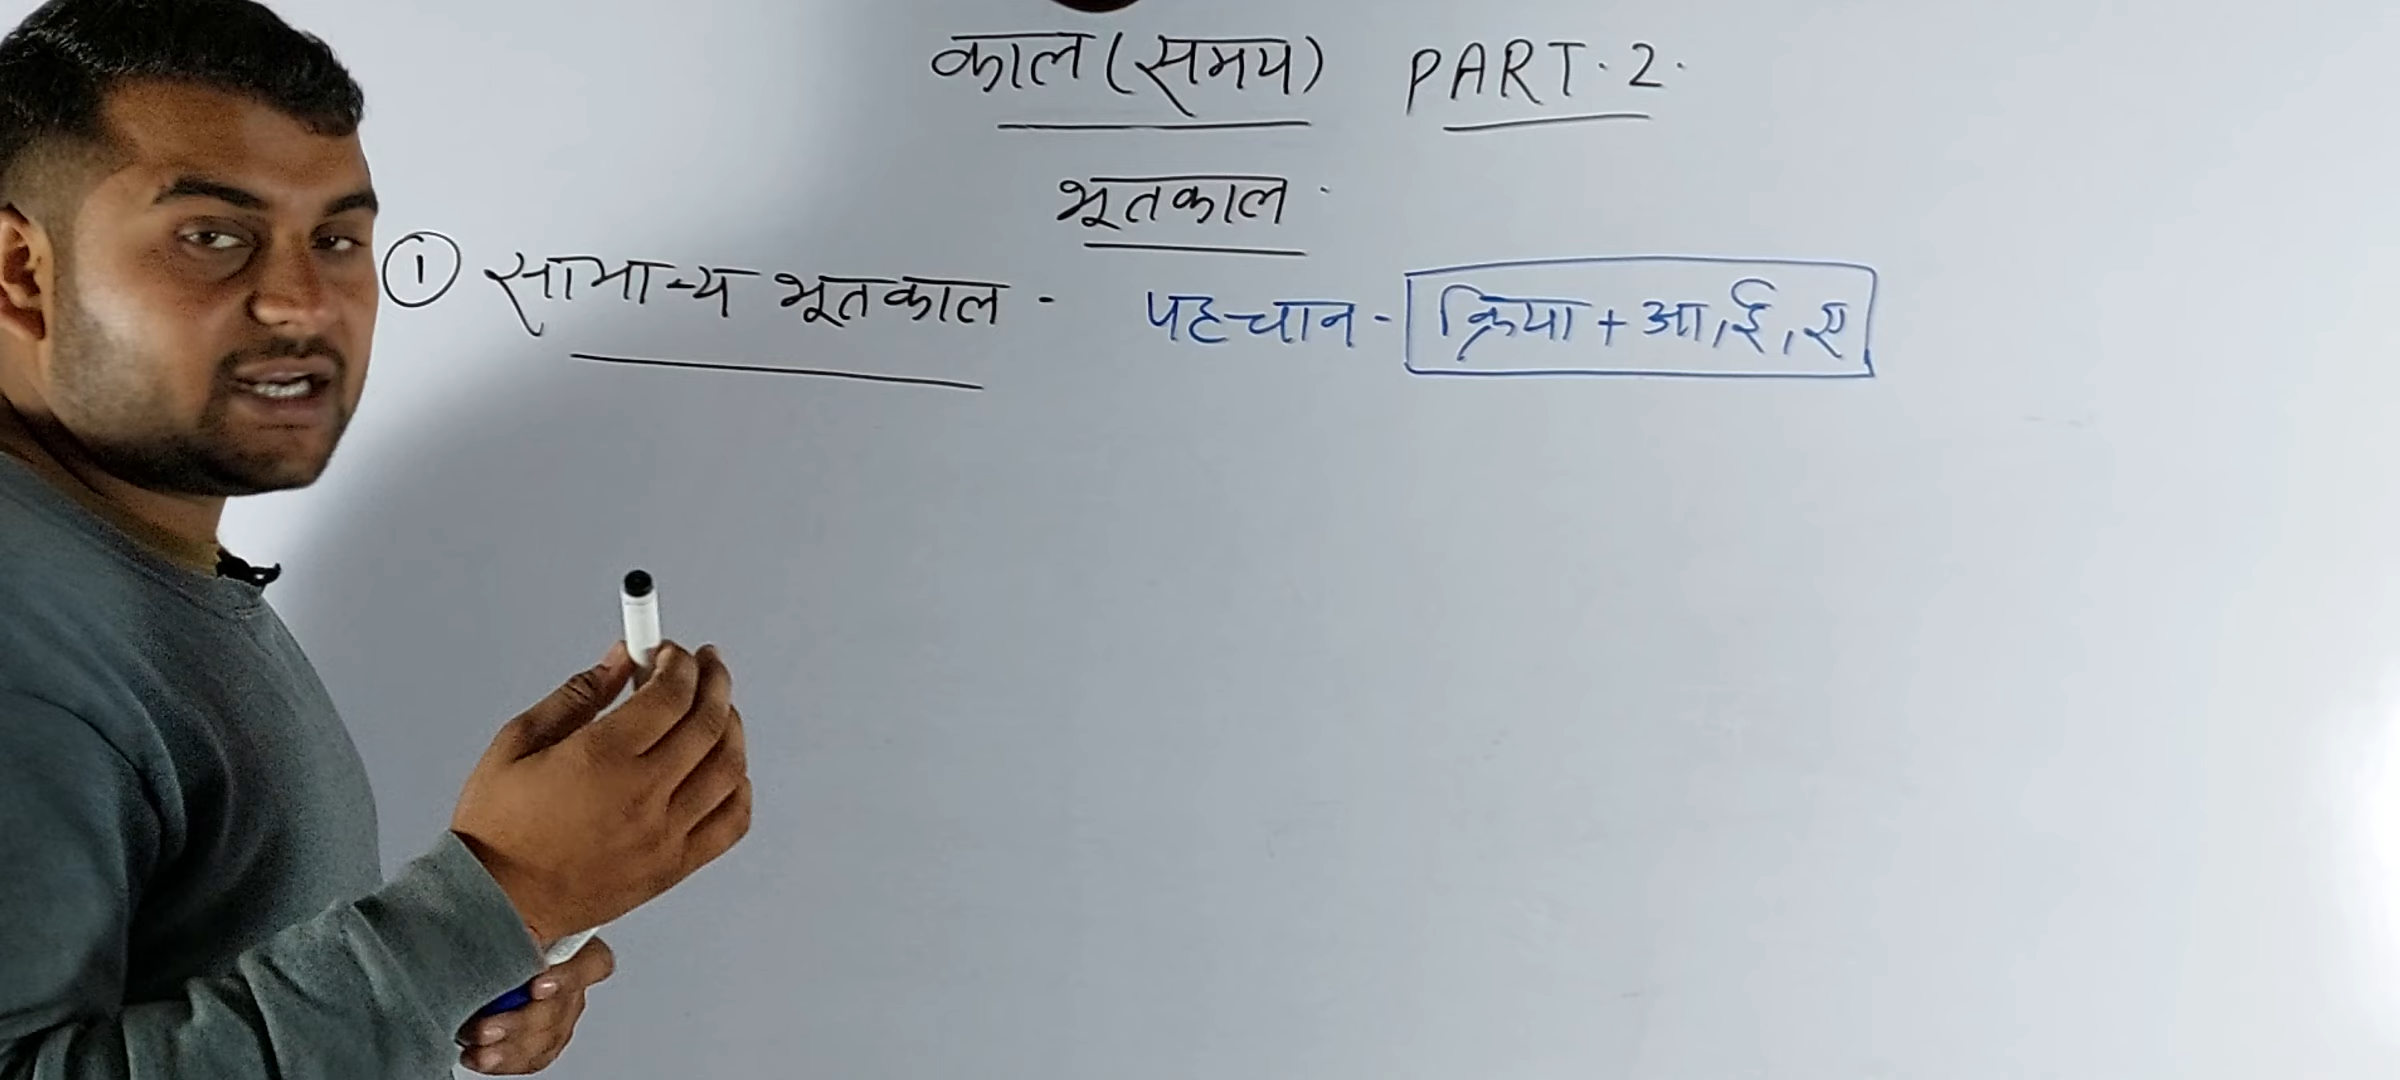 काल (समय) PART. 2.
भूतकाल
① सामान्य भूतकाल - पहचान - क्रिया + आ, ई, ए